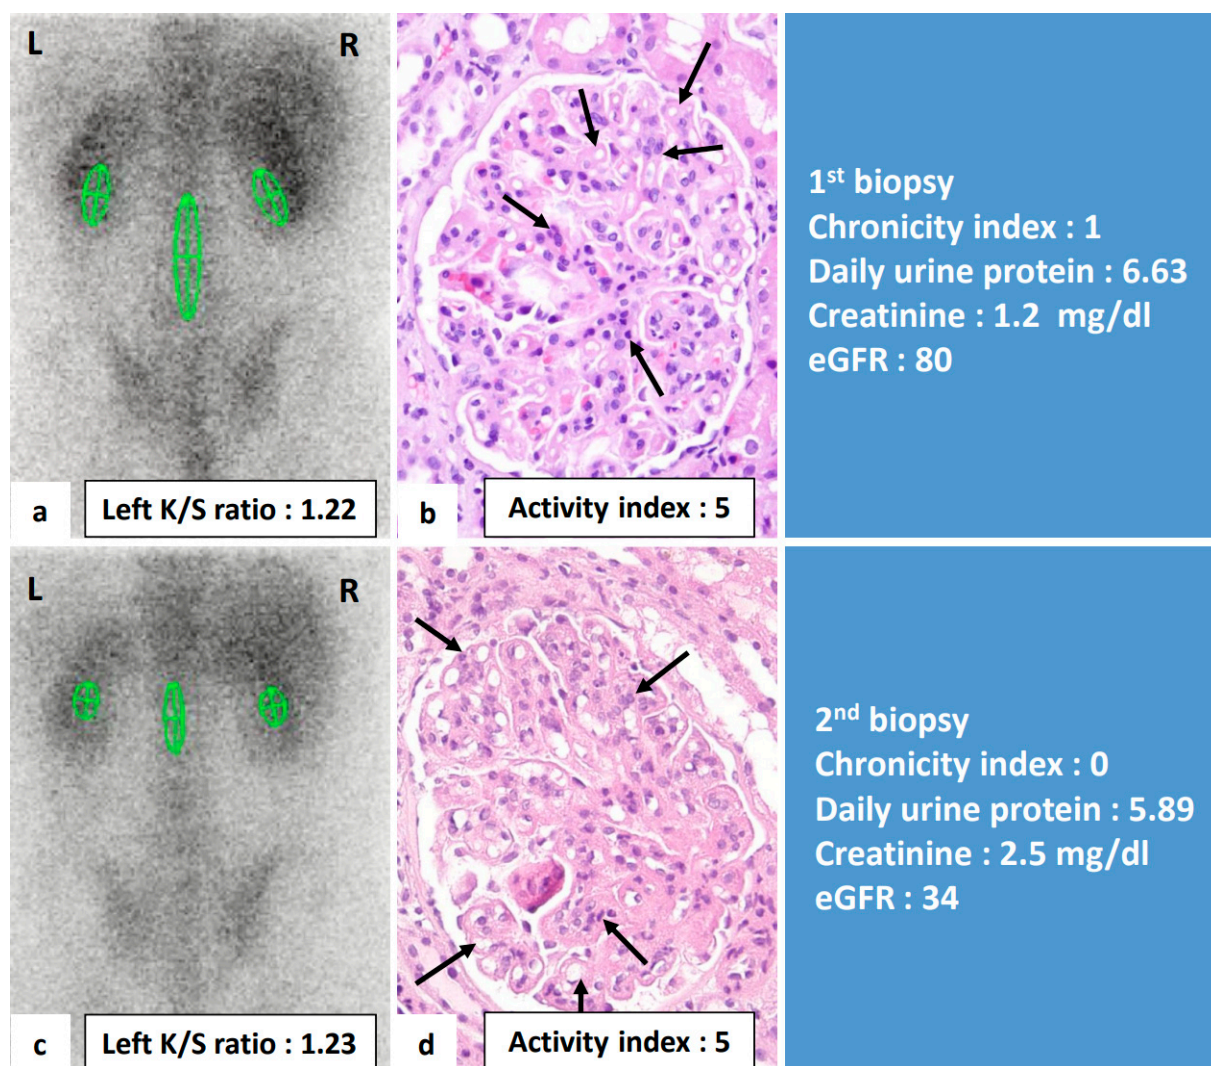 L
R
a
Left K/S ratio : 1.22
b
Activity index : 5
1st biopsy
Chronicity index : 1
Daily urine protein : 6.63
Creatinine : 1.2 mg/dl
eGFR : 80
L
R
c
Left K/S ratio : 1.23
d
Activity index : 5
2nd biopsy
Chronicity index : 0
Daily urine protein : 5.89
Creatinine : 2.5 mg/dl
eGFR : 34